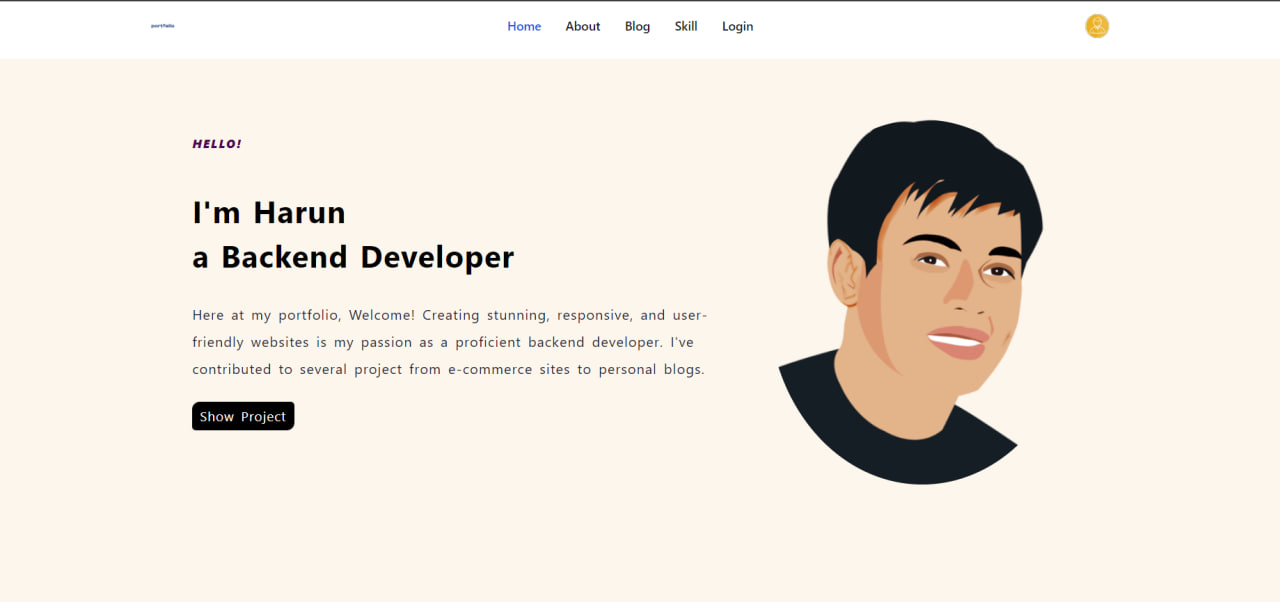 portfolio
Home About Blog Skill Login
HELLO!
I'm Harun
a Backend Developer
Here at my portfolio, Welcome! Creating stunning, responsive, and user-
friendly websites is my passion as a proficient backend developer. I've
contributed to several project from e-commerce sites to personal blogs.
Show Project